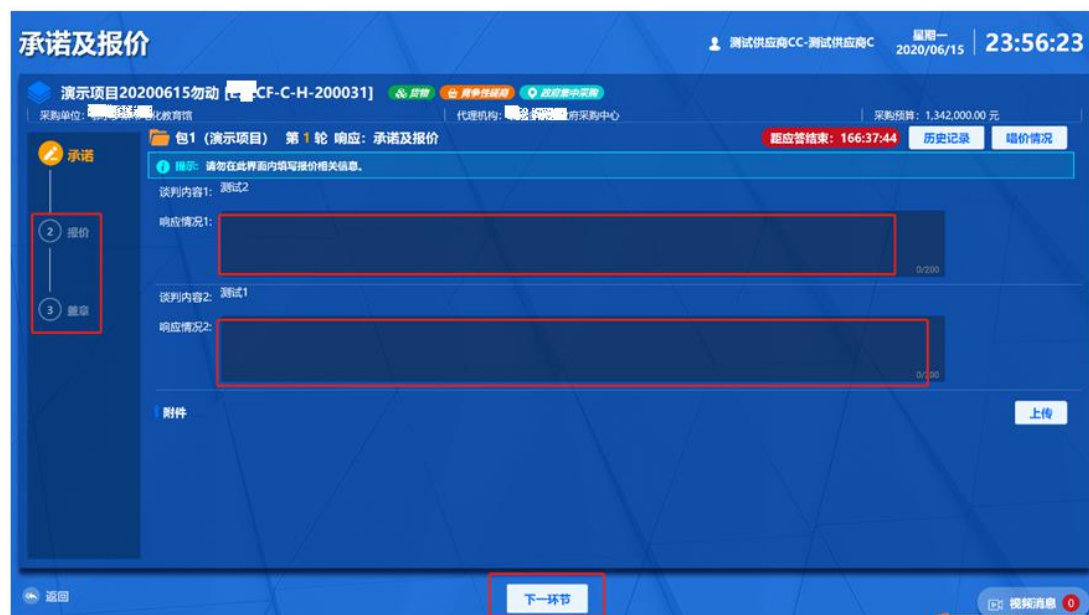 承诺及报价
测试供应商CC-测试供应商C
星期一
2020/06/15
23:56:23
演示项目20200615勿动 [ CF-C-H-200031] 货物 竞争性磋商 政府集中采购
采购单位: 化教育馆 代理机构: 府采购中心 采购预算: 1,342,000.00 元
承诺
2 报价
3 盖章
包1 (演示项目) 第 1 轮 响应: 承诺及报价 距应答结束: 166:37:44 历史记录 唱价情况
提示: 请勿在此界面内填写报价相关信息。
谈判内容1: 测试2
响应情况1:
0/200
谈判内容2: 测试1
响应情况2:
0/200
附件 上传
返回 下一环节 视频消息 0